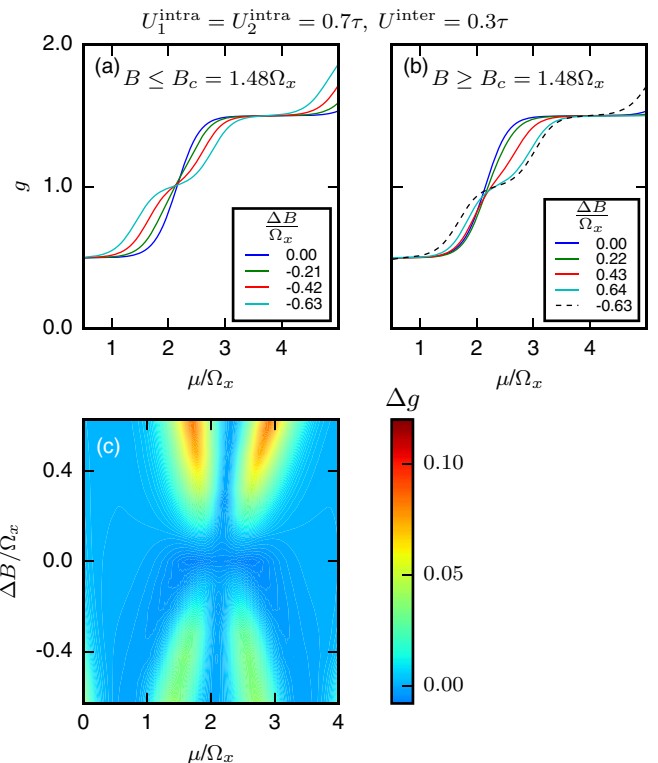 U₁^intra = U₂^intra = 0.7τ, U^inter = 0.3τ
(a) B ≤ B_c = 1.48Ω_x
2.0
1.0
0.0
g
1 2 3 4
μ/Ω_x
ΔB/Ω_x
0.00
-0.21
-0.42
-0.63
(b) B ≥ B_c = 1.48Ω_x
1 2 3 4
μ/Ω_x
ΔB/Ω_x
0.00
0.22
0.43
0.64
-0.63
(c)
0.4
0.0
-0.4
ΔB/Ω_x
0 1 2 3 4
μ/Ω_x
Δg
0.10
0.05
0.00